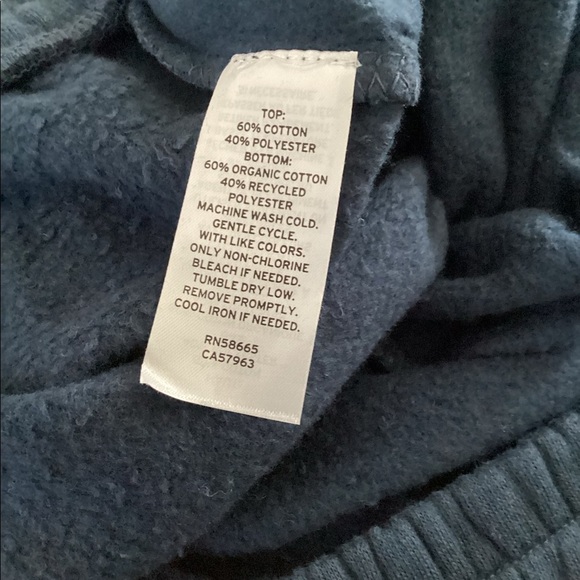 TOP:
60% COTTON
40% POLYESTER
BOTTOM:
60% ORGANIC COTTON
40% RECYCLED
POLYESTER
MACHINE WASH COLD.
GENTLE CYCLE.
WITH LIKE COLORS.
ONLY NON-CHLORINE
BLEACH IF NEEDED.
TUMBLE DRY LOW.
REMOVE PROMPTLY.
COOL IRON IF NEEDED.
RN58665
CA57963